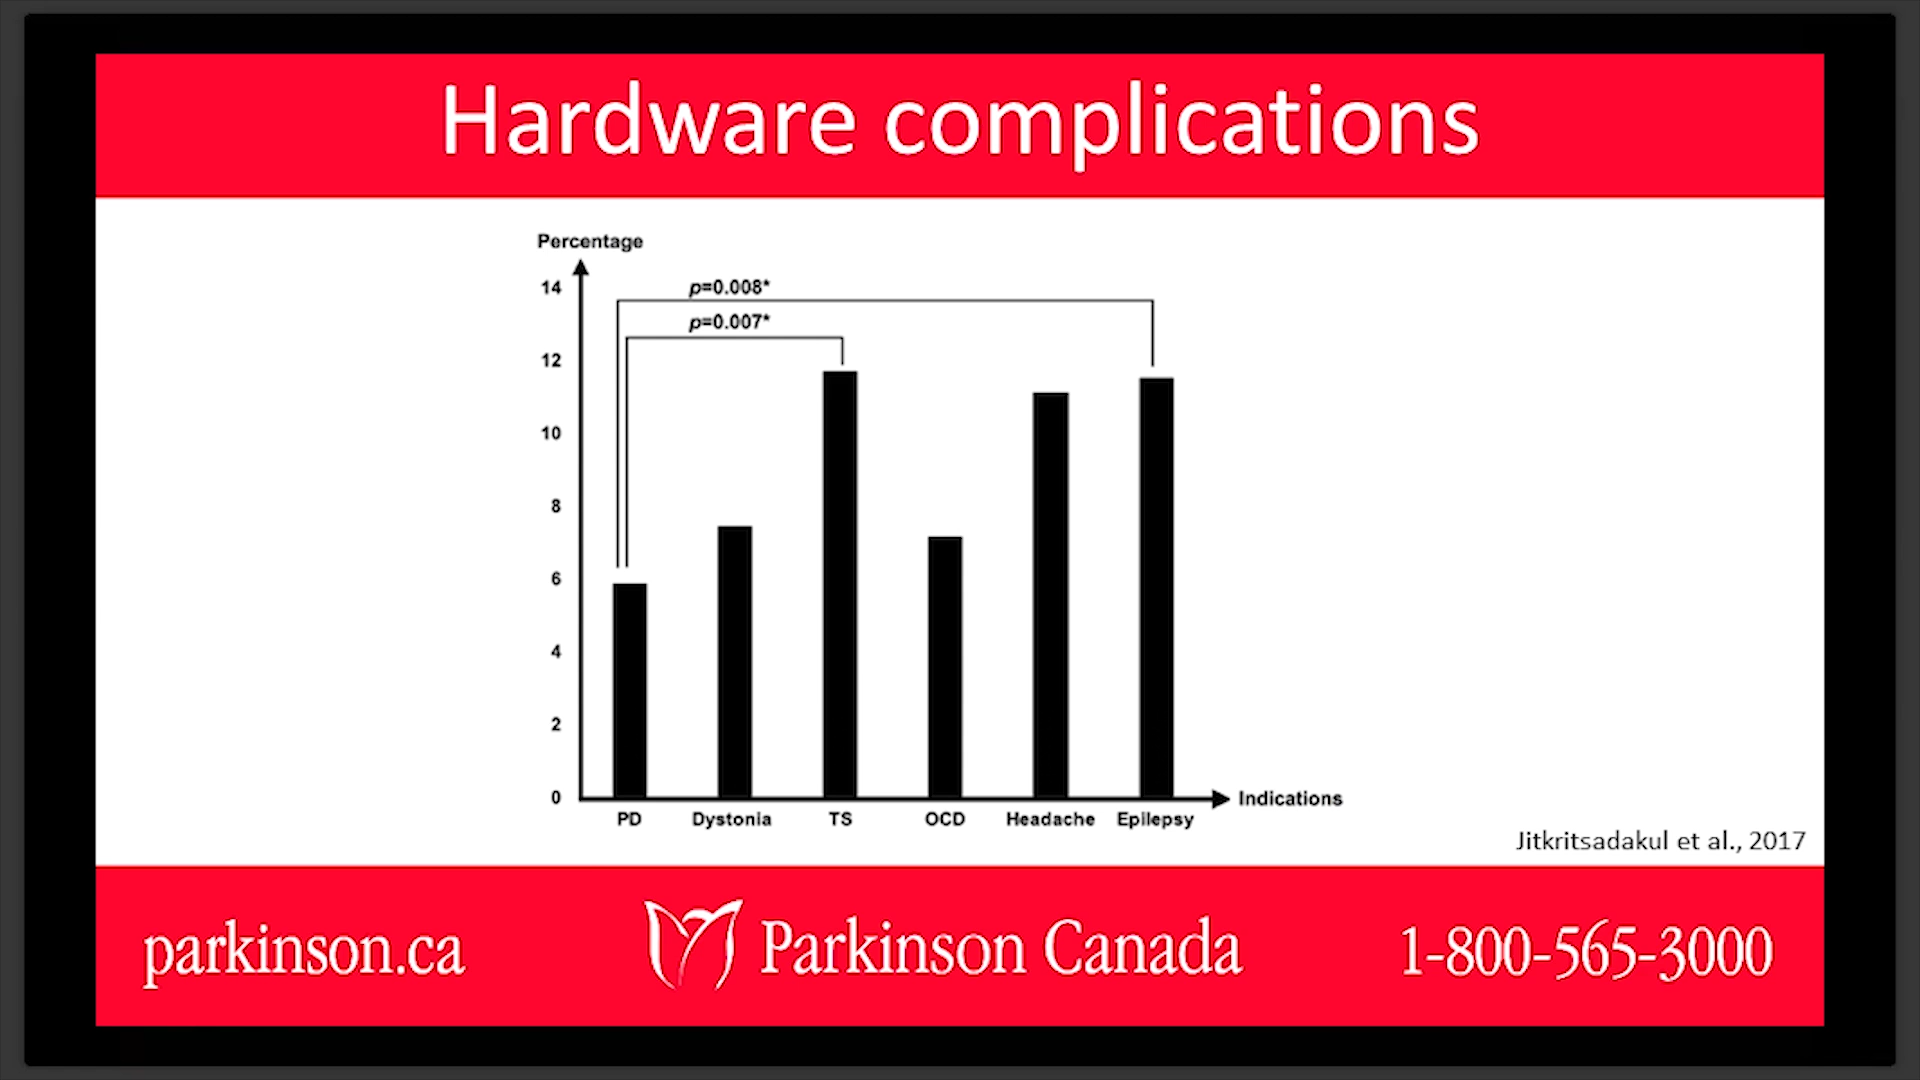 Hardware complications
Percentage
14
p=0.008*
p=0.007*
12
10
8
6
4
2
0
Indications
PD Dystonia TS OCD Headache Epilepsy
Jitkritsadakul et al., 2017
parkinson.ca Parkinson Canada 1-800-565-3000